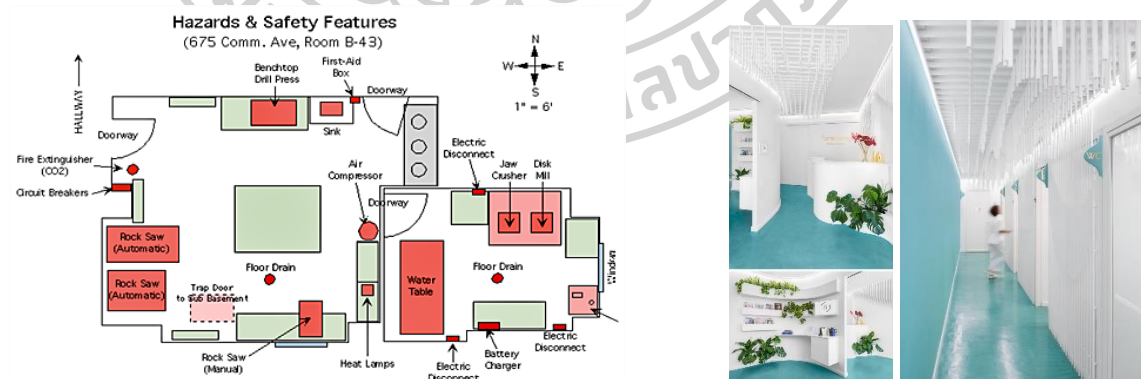 Hazards & Safety Features
(675 Comm. Ave, Room B-43)
N
W E
S
1" = 6'
HALLWAY
Benchtop
Drill Press
First-Aid
Box
Doorway
Sink
Doorway
Fire Extinguisher
(CO2)
Circuit Breakers
Air
Compressor
Electric
Disconnect
Jaw
Crusher
Disk
Mill
Doorway
Rock Saw
(Automatic)
Rock Saw
(Automatic)
Floor Drain
Trap Door
to Sub Basement
Water
Table
Floor Drain
Window
Rock Saw
(Manual)
Heat Lamps
Electric
Disconnect
Battery
Charger
Electric
Disconnect